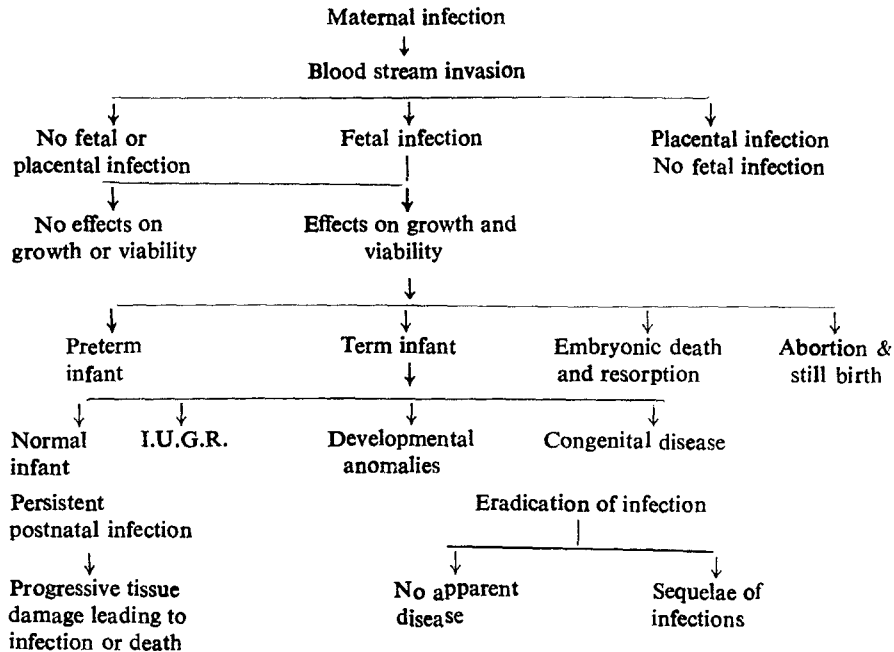 Maternal infection
Blood stream invasion
No fetal or
placental infection
Fetal infection
Placental infection
No fetal infection
No effects on
growth or viability
Effects on growth and
viability
Preterm
infant
Term infant
Embryonic death
and resorption
Abortion &
still birth
Normal
infant
I.U.G.R.
Developmental
anomalies
Congenital disease
Persistent
postnatal infection
Eradication of infection
Progressive tissue
damage leading to
infection or death
No apparent
disease
Sequelae of
infections